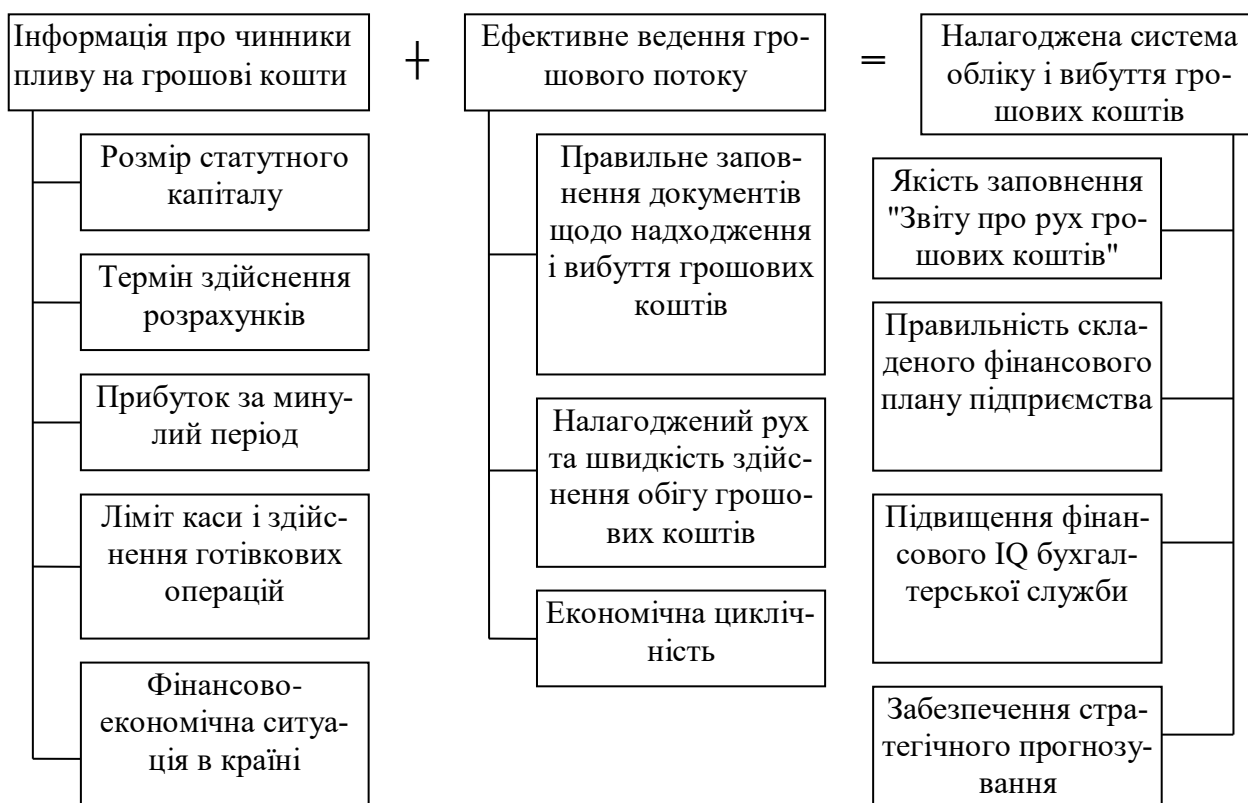 Інформація про чинники
пливу на грошові кошти
+
Ефективне ведення гро-
шового потоку
=
Налагоджена система
обліку і вибуття гро-
шових коштів
Розмір статутного
капіталу
Термін здійснення
розрахунків
Прибуток за мину-
лий період
Ліміт каси і здійс-
нення готівкових
операцій
Фінансово-
економічна ситуа-
ція в країні
Правильне запов-
нення документів
щодо надходження
і вибуття грошових
коштів
Налагоджений рух
та швидкість здійс-
нення обігу грошо-
вих коштів
Економічна цикліч-
ність
Якість заповнення
"Звіту про рух гро-
шових коштів"
Правильність скла-
деного фінансового
плану підприємства
Підвищення фінан-
сового IQ бухгал-
терської служби
Забезпечення стра-
тегічного прогнозу-
вання